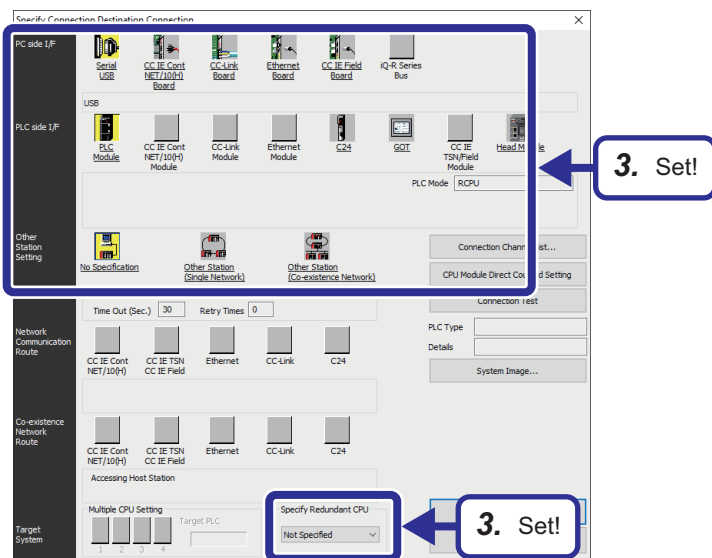 Specify Connection Destination Connection
PC side I/F
Serial
USB
CC IE Cont
NET/10(H)
Board
CC-Link
Board
Ethernet
Board
CC IE Field
Board
iQ-R Series
Bus
USB
PLC side I/F
PLC
Module
CC IE Cont
NET/10(H)
Module
CC-Link
Module
Ethernet
Module
C24
GOT
CC IE
TSN/Field
Module
Head
PLC Mode RCPU
3. Set!
Other
Station
Setting
No Specification
Other Station
(Single Network)
Other Station
(Co-existence Network)
Connection
CPU Module Direct Setting
Connection Test
Time Out (Sec.) 30 Retry Times 0
PLC Type
Details
System Image...
Network
Communication
Route
CC IE Cont
NET/10(H)
CC IE TSN
CC IE Field
Ethernet
CC-Link
C24
Co-existence
Network
Route
CC IE Cont
NET/10(H)
CC IE TSN
CC IE Field
Ethernet
CC-Link
C24
Accessing Host Station
Target
System
Multiple CPU Setting
1 2 3 4
Target PLC
Specify Redundant CPU
Not Specified
3. Set!